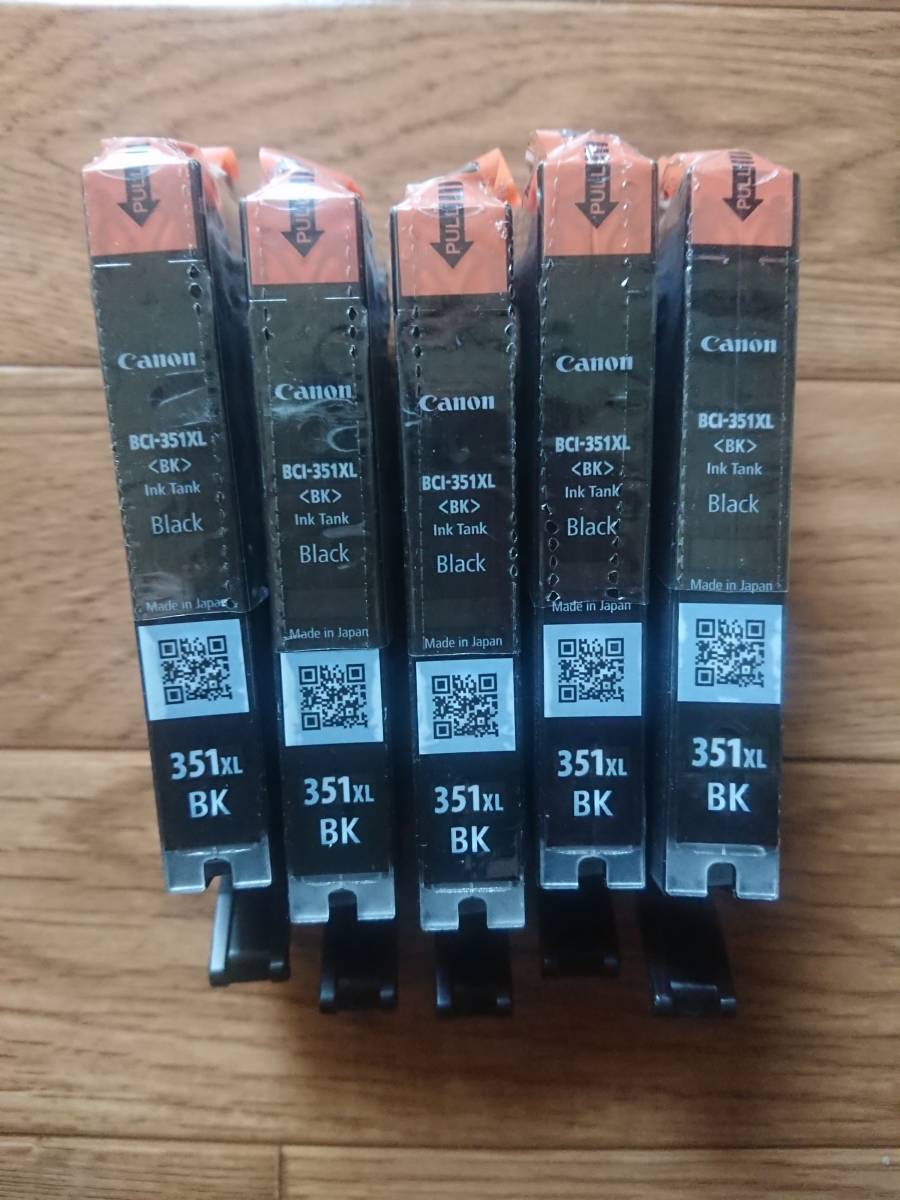 PULL
Canon
BCI-351XL
<BK>
Ink Tank
Black
Made in Japan
351XL
BK
PULL
Canon
BCI-351XL
<BK>
Ink Tank
Black
Made in Japan
351XL
BK
PULL
Canon
BCI-351XL
<BK>
Ink Tank
Black
Made in Japan
351XL
BK
PULL
Canon
BCI-351XL
<BK>
Ink Tank
Black
Made in Japan
351XL
BK
PULL
Canon
BCI-351XL
<BK>
Ink Tank
Black
Made in Japan
351XL
BK